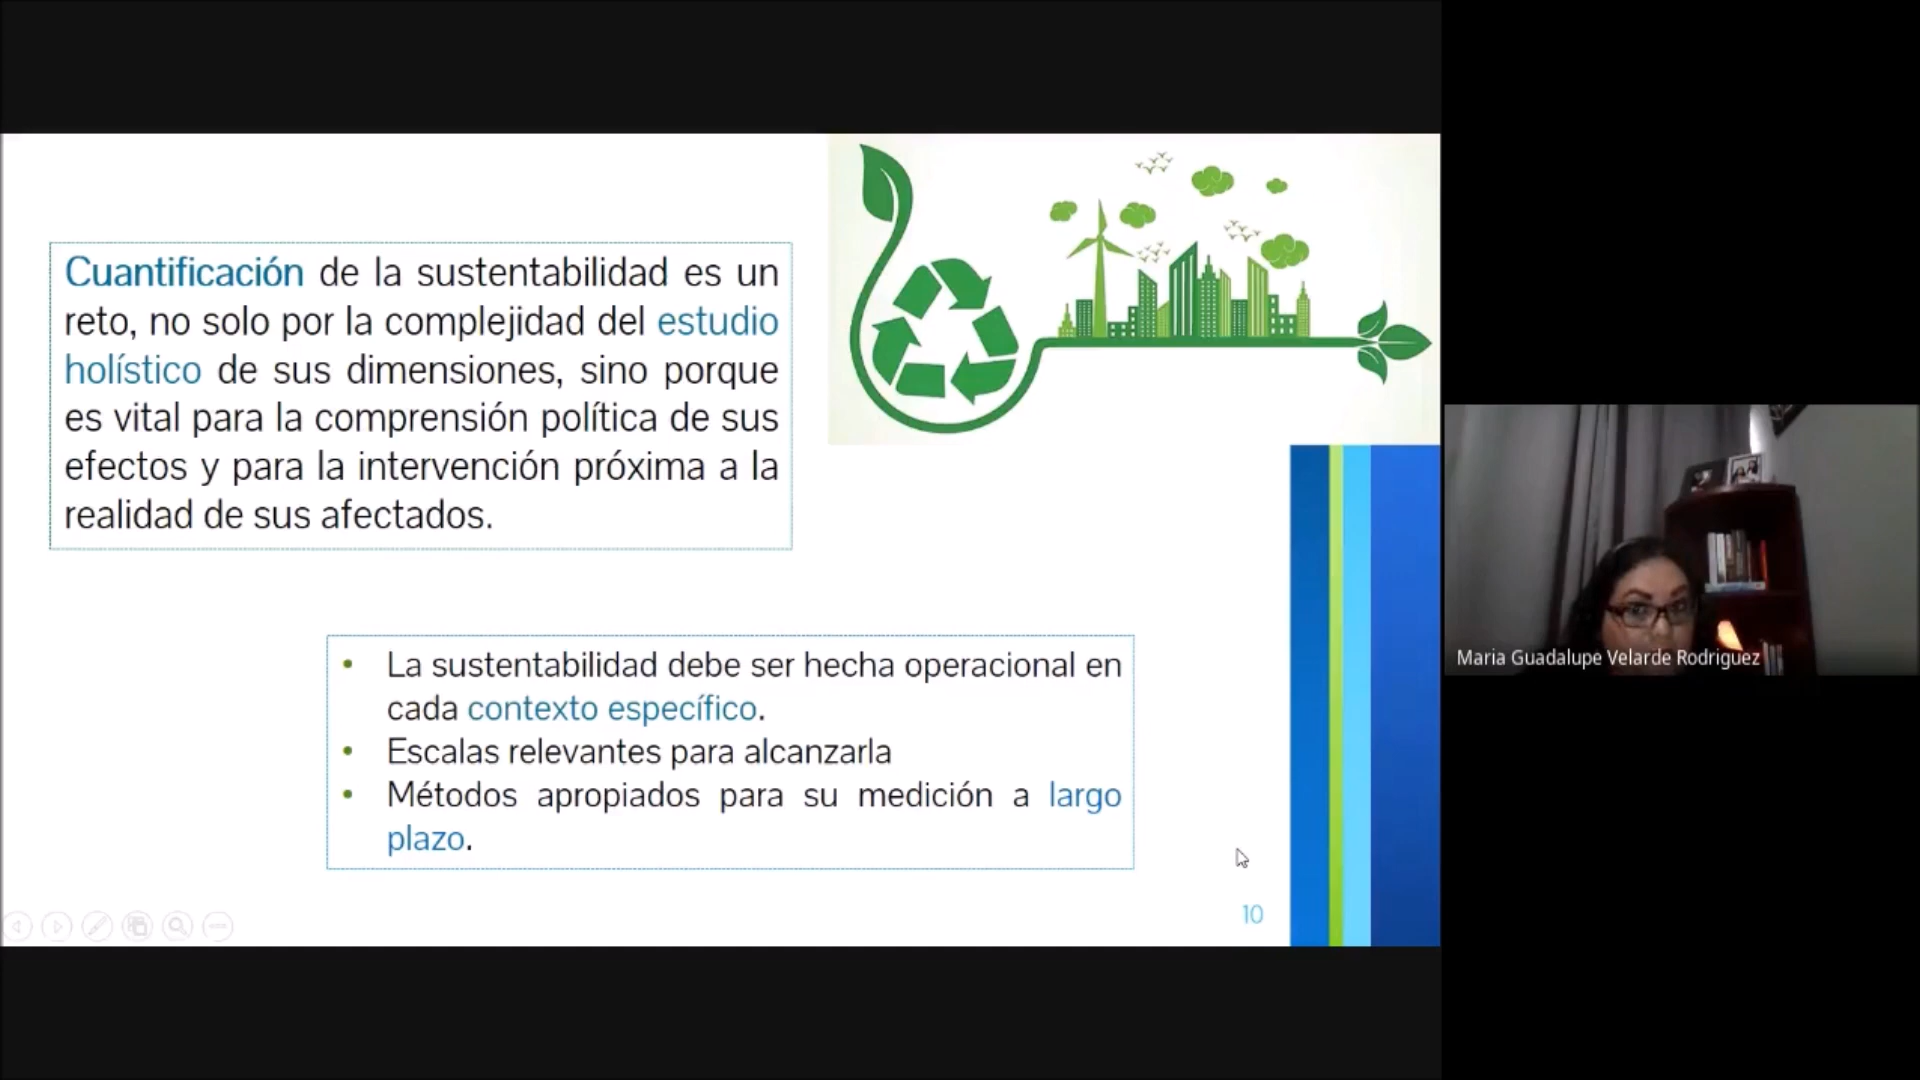 Cuantificación de la sustentabilidad es un
reto, no solo por la complejidad del estudio
holístico de sus dimensiones, sino porque
es vital para la comprensión política de sus
efectos y para la intervención próxima a la
realidad de sus afectados.
• La sustentabilidad debe ser hecha operacional en
cada contexto específico.
• Escalas relevantes para alcanzarla
• Métodos apropiados para su medición a largo
plazo.
10
Maria Guadalupe Velarde Rodriguez